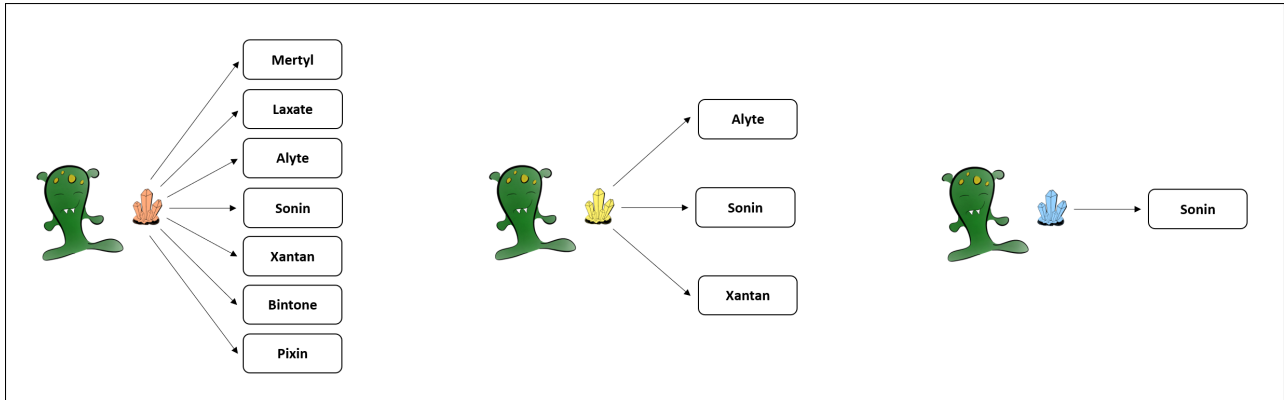 Mertyl
Laxate
Alyte
Sonin
Xantan
Bintone
Pixin
Alyte
Sonin
Xantan
Sonin